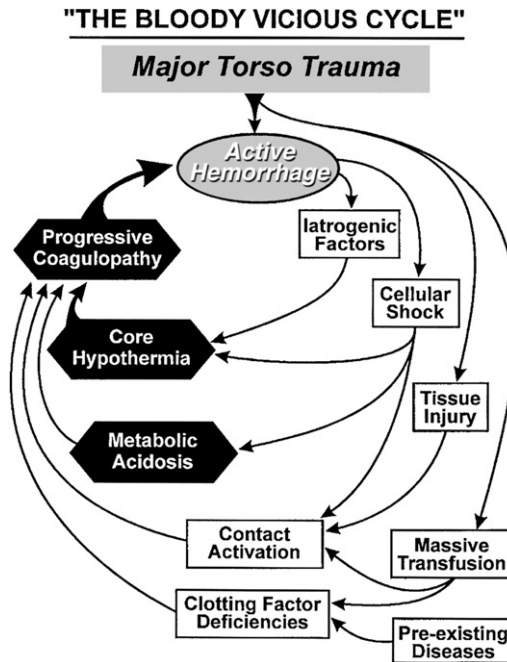 "THE BLOODY VICIOUS CYCLE"
Major Torso Trauma
Active
Hemorrhage
Iatrogenic
Factors
Progressive
Coagulopathy
Cellular
Shock
Core
Hypothermia
Tissue
Injury
Metabolic
Acidosis
Contact
Activation
Massive
Transfusion
Clotting Factor
Deficiencies
Pre-existing
Diseases